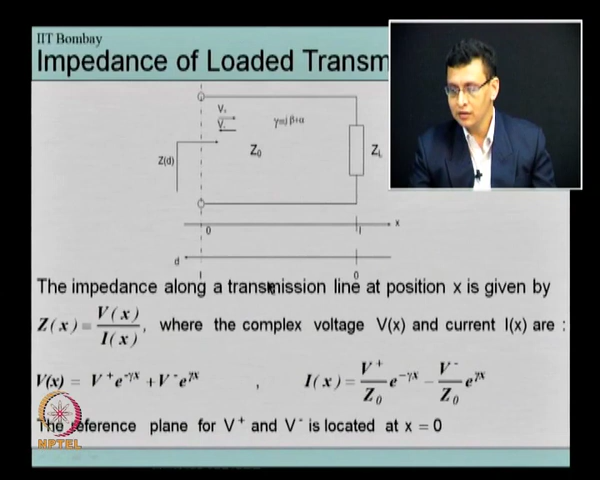 IIT Bombay
Impedance of Loaded Transm
V₊
V₋
γ=jβ+α
Z(d)
Z₀
Z_L
0
l
x
d
l
0
The impedance along a transmission line at position x is given by
Z(x) = V(x)/I(x), where the complex voltage V(x) and current I(x) are :
V(x) = V⁺e^{-γx} + V⁻e^{γx} , I(x) = V⁺/Z₀ e^{-γx} − V⁻/Z₀ e^{γx}
The reference plane for V⁺ and V⁻ is located at x = 0
NPTEL